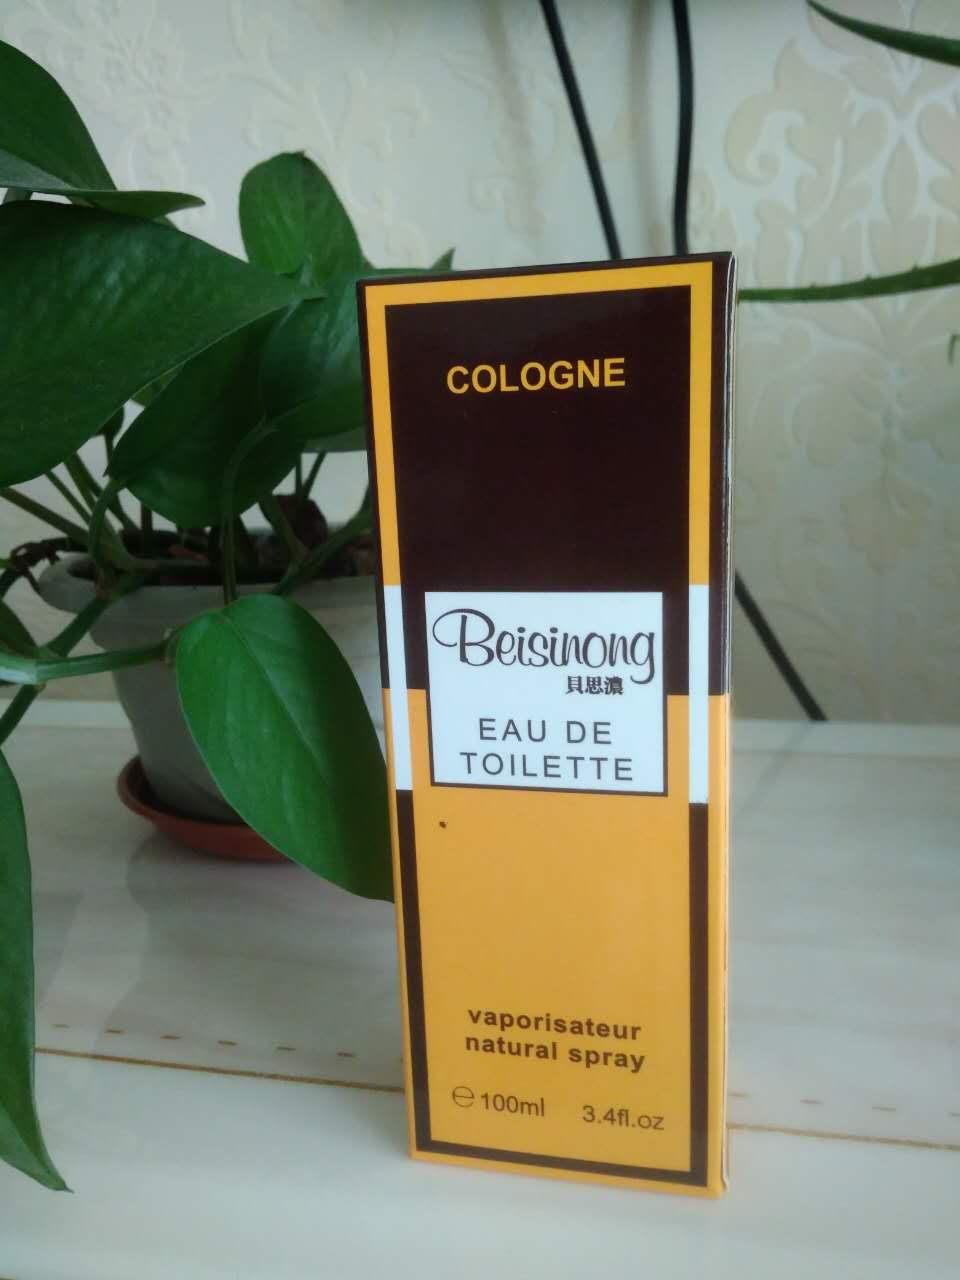 COLOGNE
Beisinong
貝思濃
EAU DE
TOILETTE
vaporisateur
natural spray
℮ 100ml 3.4fl.oz